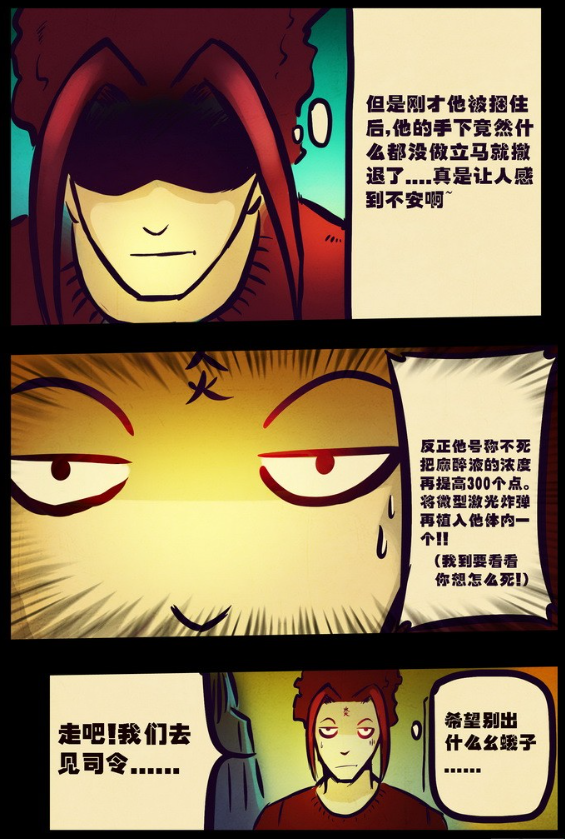 但是刚才他被捆住
后,他的手下竟然什
么都没做立马就撤
退了....真是让人感
到不安啊~
反正他号称不死
把麻醉液的浓度
再提高300个点。
将微型激光炸弹
再植入他体内一
个!!
(我到要看看
你想怎么死!)
走吧!我们去
见司令......
希望别出
什么幺蛾子
......